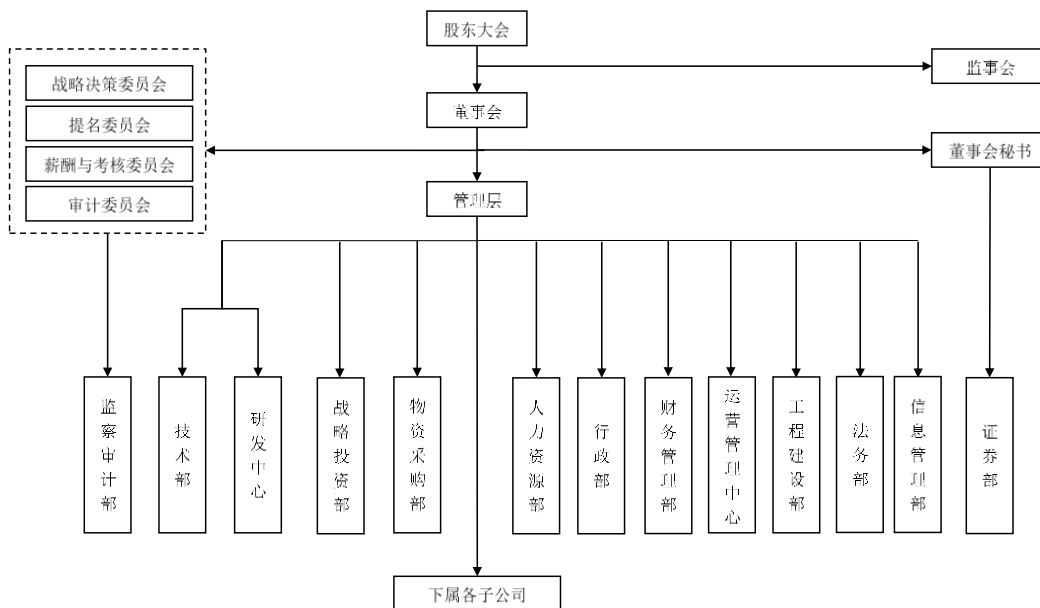 股东大会
监事会
战略决策委员会
提名委员会
董事会
薪酬与考核委员会
董事会秘书
审计委员会
管理层
监察审计部
技术部
研发中心
战略投资部
物资采购部
人力资源部
行政部
财务管理部
运营管理中心
工程建设部
法务部
信息管理部
证券部
下属各子公司